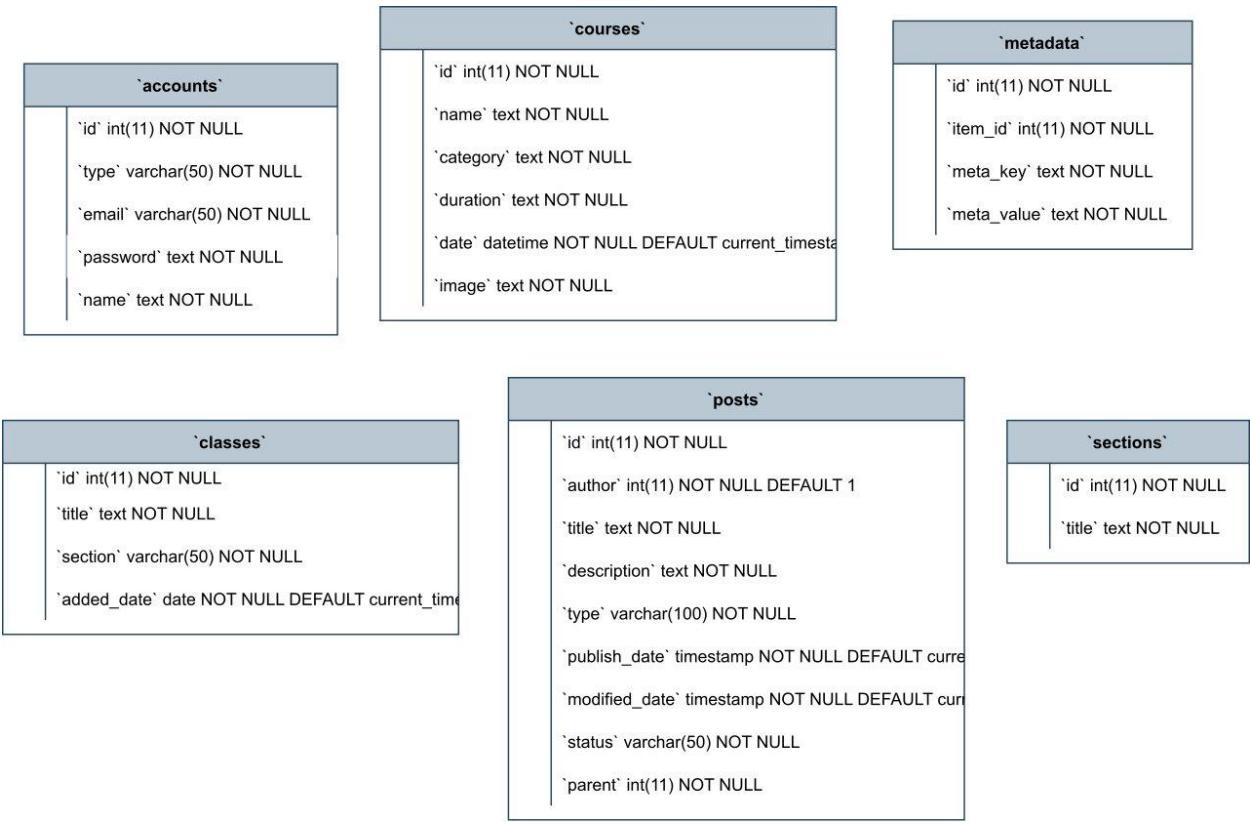 `accounts`
`id` int(11) NOT NULL
`type` varchar(50) NOT NULL
`email` varchar(50) NOT NULL
`password` text NOT NULL
`name` text NOT NULL
`courses`
`id` int(11) NOT NULL
`name` text NOT NULL
`category` text NOT NULL
`duration` text NOT NULL
`date` datetime NOT NULL DEFAULT current_timesta
`image` text NOT NULL
`metadata`
`id` int(11) NOT NULL
`item_id` int(11) NOT NULL
`meta_key` text NOT NULL
`meta_value` text NOT NULL
`classes`
`id` int(11) NOT NULL
`title` text NOT NULL
`section` varchar(50) NOT NULL
`added_date` date NOT NULL DEFAULT current_time
`posts`
`id` int(11) NOT NULL
`author` int(11) NOT NULL DEFAULT 1
`title` text NOT NULL
`description` text NOT NULL
`type` varchar(100) NOT NULL
`publish_date` timestamp NOT NULL DEFAULT curre
`modified_date` timestamp NOT NULL DEFAULT curr
`status` varchar(50) NOT NULL
`parent` int(11) NOT NULL
`sections`
`id` int(11) NOT NULL
`title` text NOT NULL